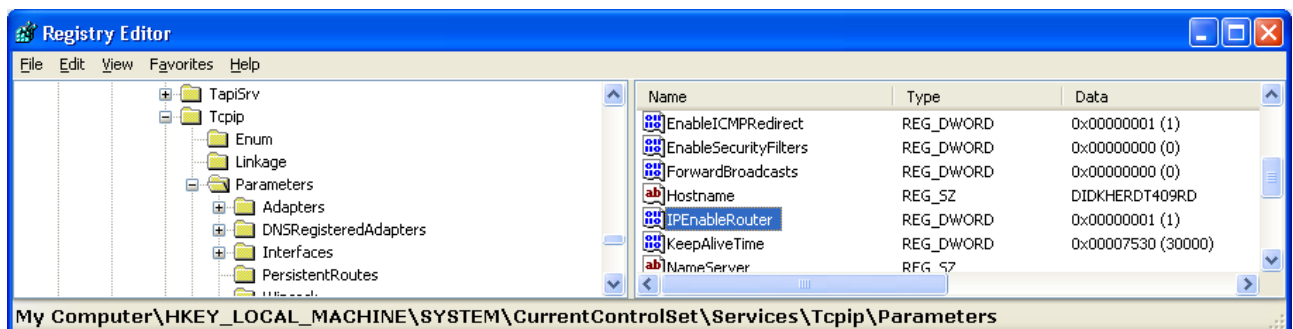 Registry Editor
File Edit View Favorites Help
TapiSrv
Tcpip
Enum
Linkage
Parameters
Adapters
DNSRegisteredAdapters
Interfaces
PersistentRoutes
Name Type Data
EnableICMPRedirect REG_DWORD 0x00000001 (1)
EnableSecurityFilters REG_DWORD 0x00000000 (0)
ForwardBroadcasts REG_DWORD 0x00000000 (0)
Hostname REG_SZ DIDKHERDT409RD
IPEnableRouter REG_DWORD 0x00000001 (1)
KeepAliveTime REG_DWORD 0x00007530 (30000)
NameServer REG_SZ
My Computer\HKEY_LOCAL_MACHINE\SYSTEM\CurrentControlSet\Services\Tcpip\Parameters